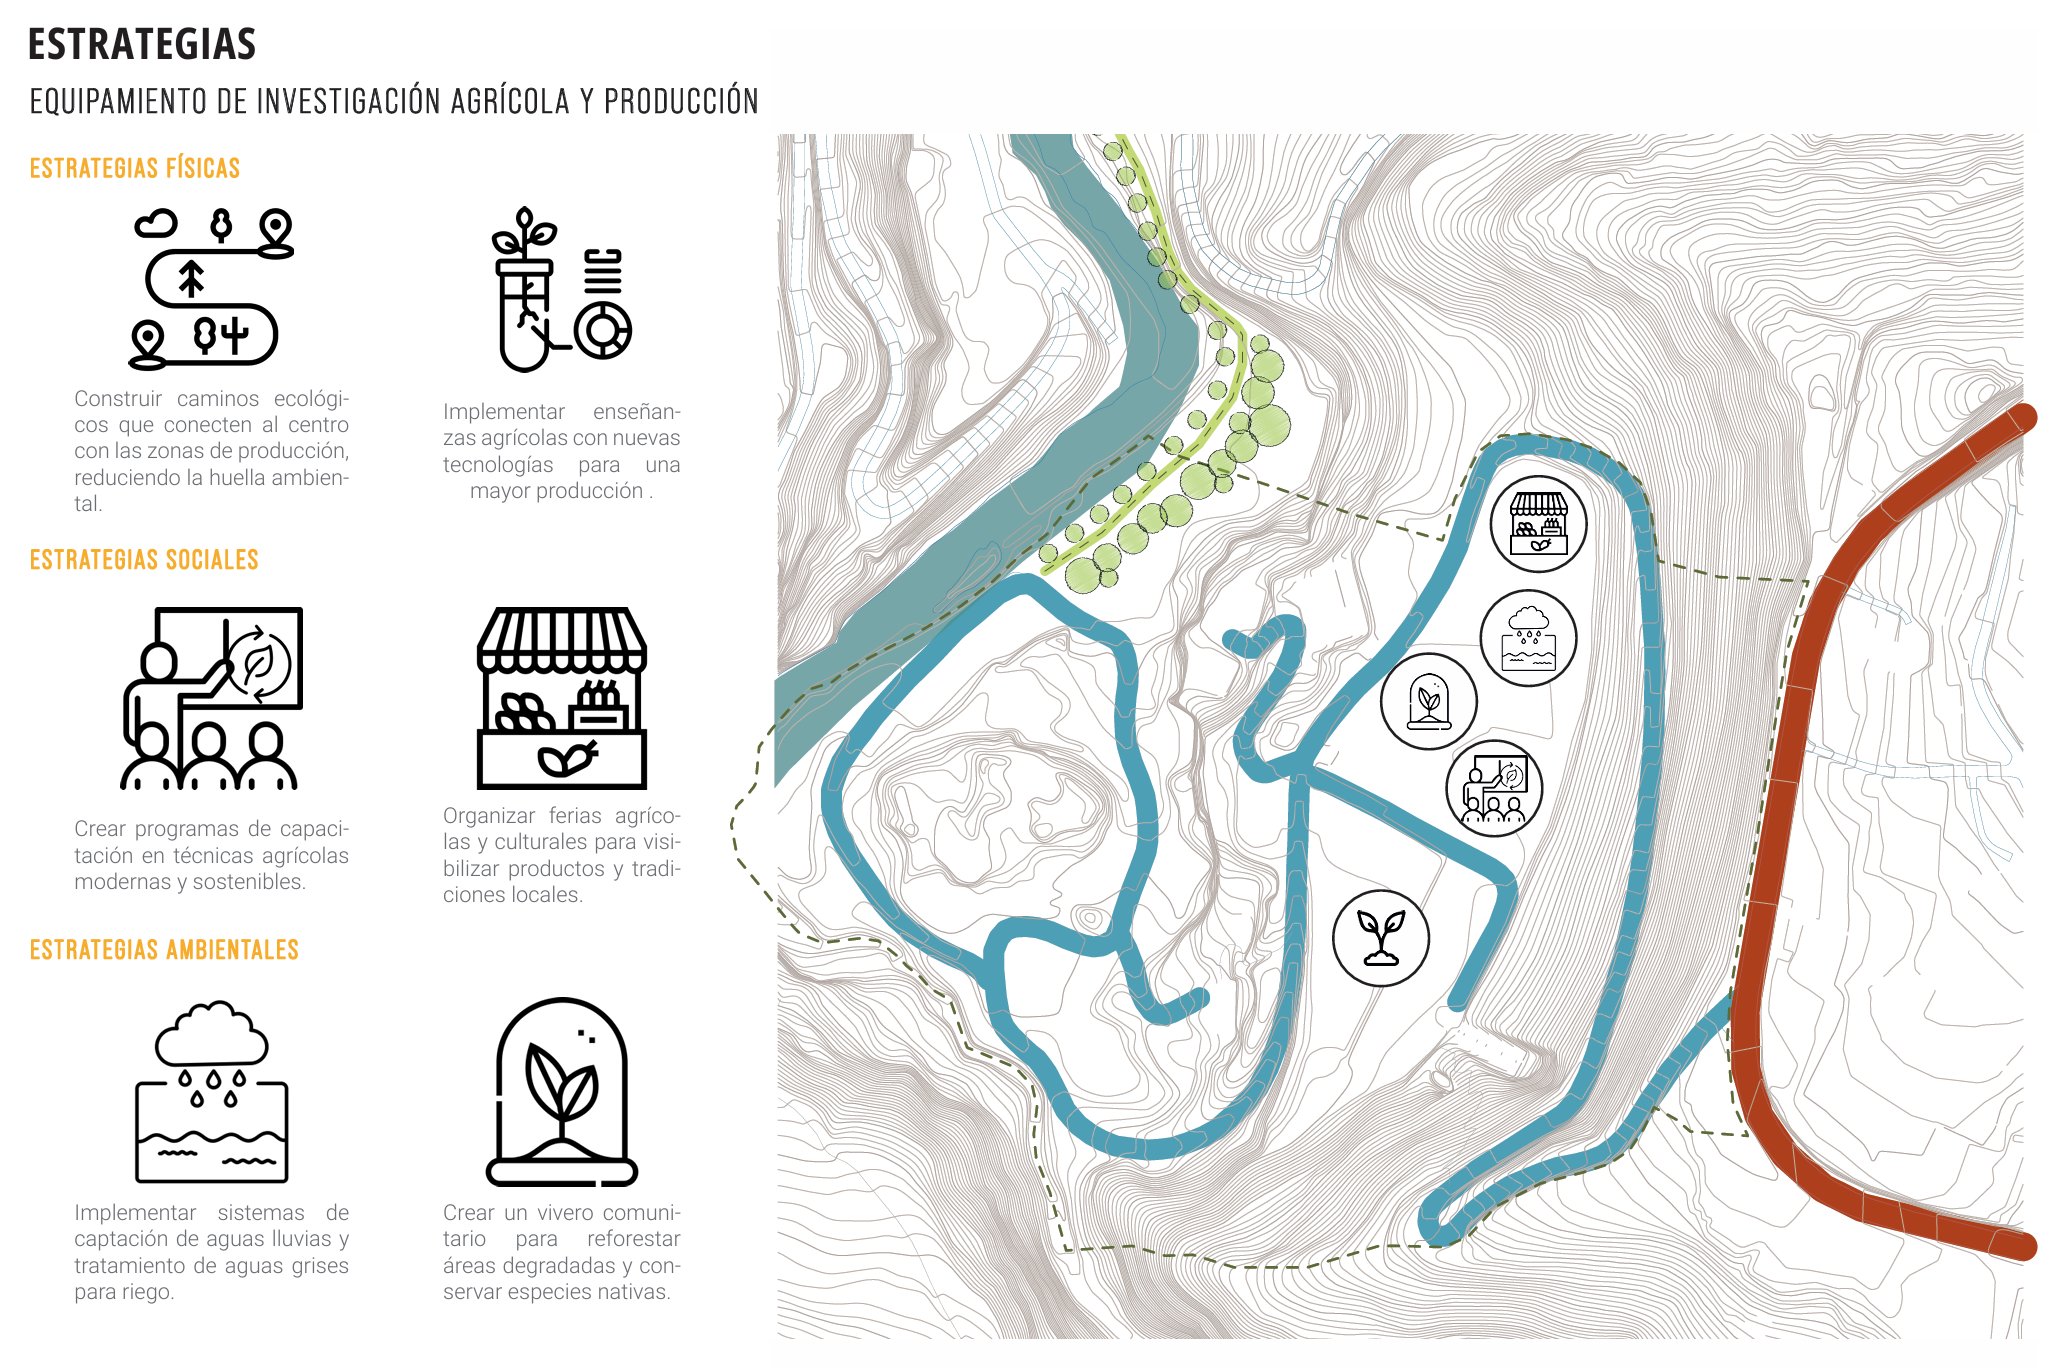 ESTRATEGIAS
EQUIPAMIENTO DE INVESTIGACIÓN AGRÍCOLA Y PRODUCCIÓN
ESTRATEGIAS FÍSICAS
Construir caminos ecológi-
cos que conecten al centro
con las zonas de producción,
reduciendo la huella ambien-
tal.
Implementar enseñan-
zas agrícolas con nuevas
tecnologías para una
mayor producción .
ESTRATEGIAS SOCIALES
Crear programas de capaci-
tación en técnicas agrícolas
modernas y sostenibles.
Organizar ferias agríco-
las y culturales para visi-
bilizar productos y tradi-
ciones locales.
ESTRATEGIAS AMBIENTALES
Implementar sistemas de
captación de aguas lluvias y
tratamiento de aguas grises
para riego.
Crear un vivero comuni-
tario para reforestar
áreas degradadas y con-
servar especies nativas.